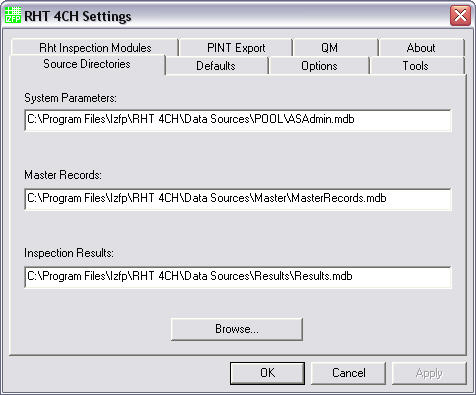 IZFP
RHT 4CH Settings
Rht Inspection Modules
PINT Export
QM
About
Source Directories
Defaults
Options
Tools
System Parameters:
C:\Program Files\Izfp\RHT 4CH\Data Sources\POOL\ASAdmin.mdb
Master Records:
C:\Program Files\Izfp\RHT 4CH\Data Sources\Master\MasterRecords.mdb
Inspection Results:
C:\Program Files\Izfp\RHT 4CH\Data Sources\Results\Results.mdb
Browse...
OK
Cancel
Apply